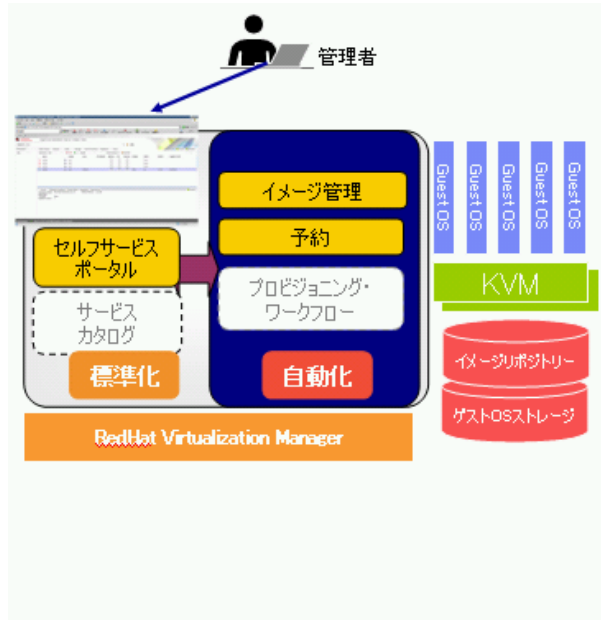 管理者
イメージ管理
予約
セルフサービス
ポータル
プロビジョニング・
ワークフロー
サービス
カタログ
標準化
自動化
RedHat Virtualization Manager
Guest OS
Guest OS
Guest OS
Guest OS
Guest OS
KVM
イメージリポジトリー
ゲストOSストレージ